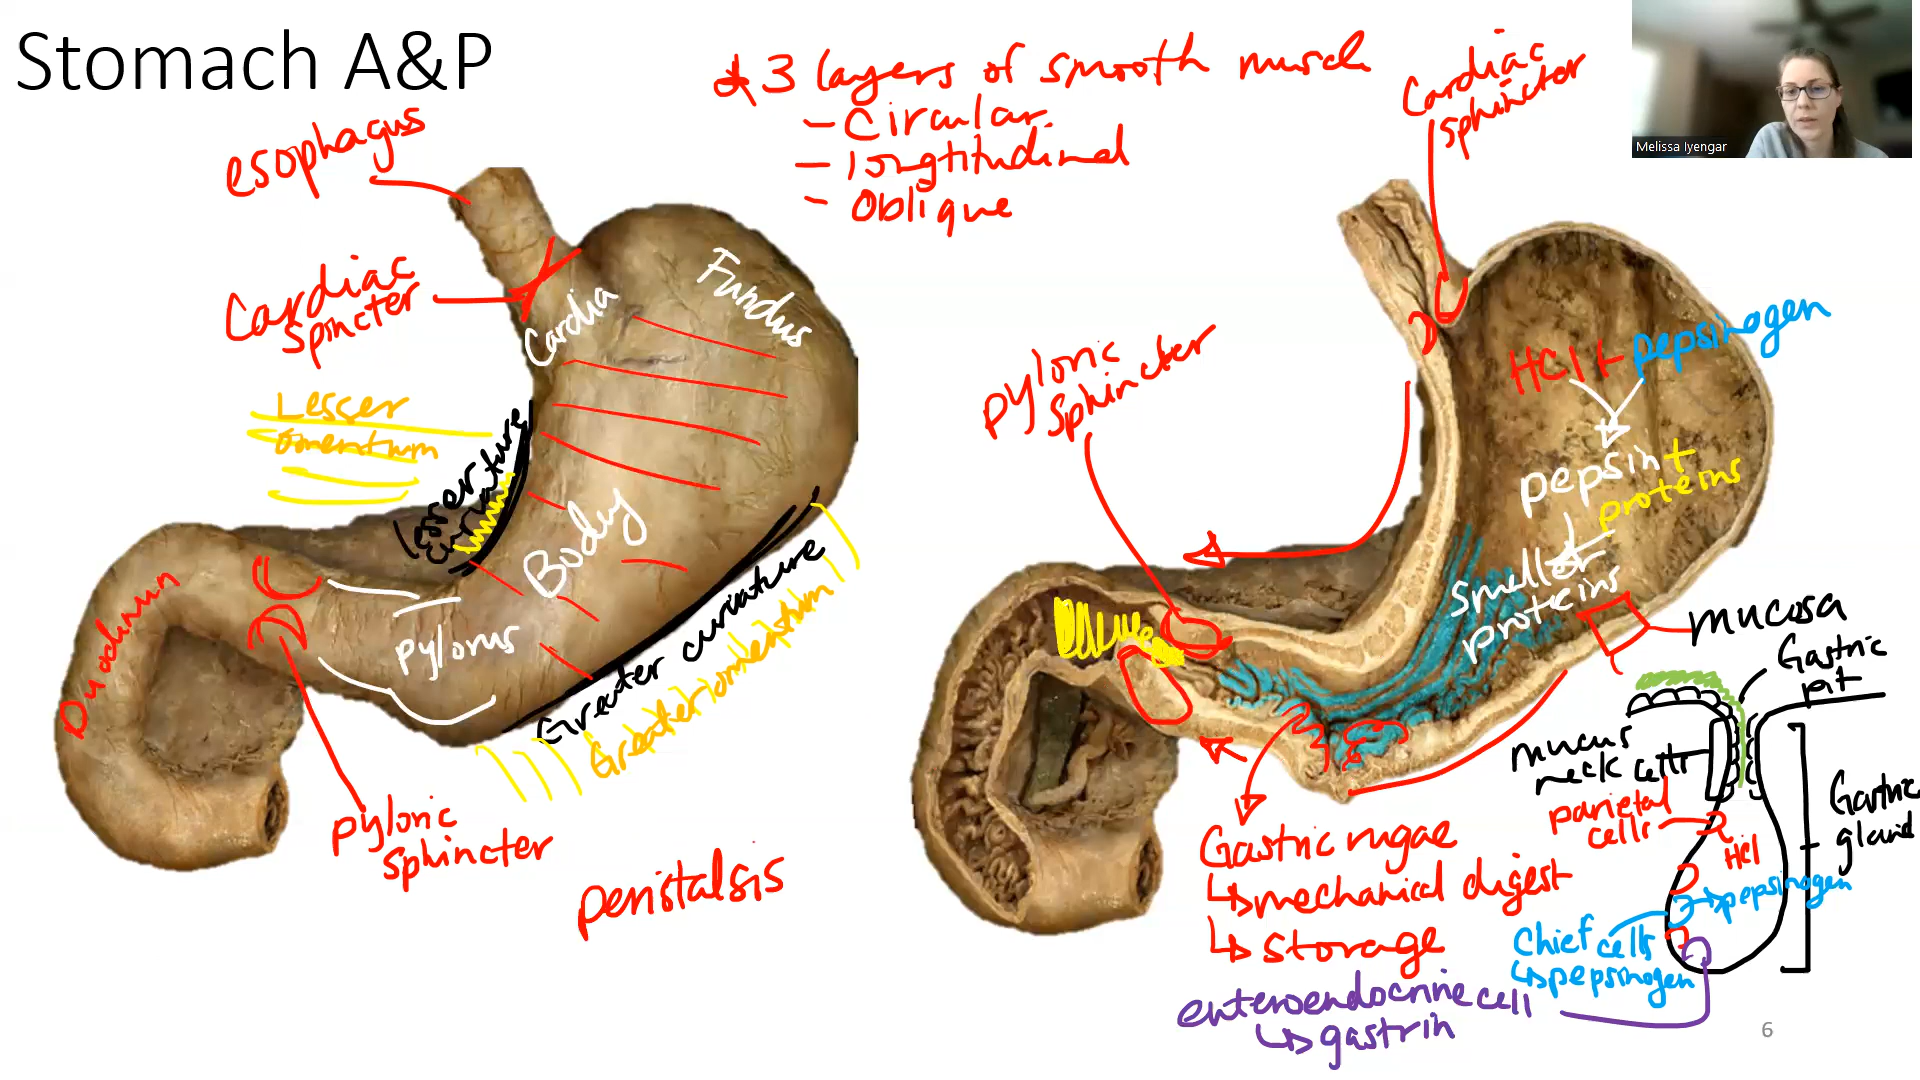 Stomach A&P
esophagus
Cardiac
spincter
Lesser
omentum
lesser
curvature
Cardia
Fundus
Body
Pylorus
Duodenum
Greater curvature
Greater omentum
pyloric
sphincter
peristalsis
* 3 layers of smooth muscle
- Circular
- longtitudinal
- Oblique
Cardiac
sphincter
Melissa Iyengar
pyloric
sphincter
HCl + pepsinogen
pepsin +
proteins
smaller
proteins
mucosa
Gastric
pit
mucus
neck cells
parietal
cells
HCl
Gastric
gland
→pepsinogen
Chief cells
↳pepsinogen
Gastric rugae
↳mechanical digest
↳storage
enteroendocrine cell
↳gastrin
6